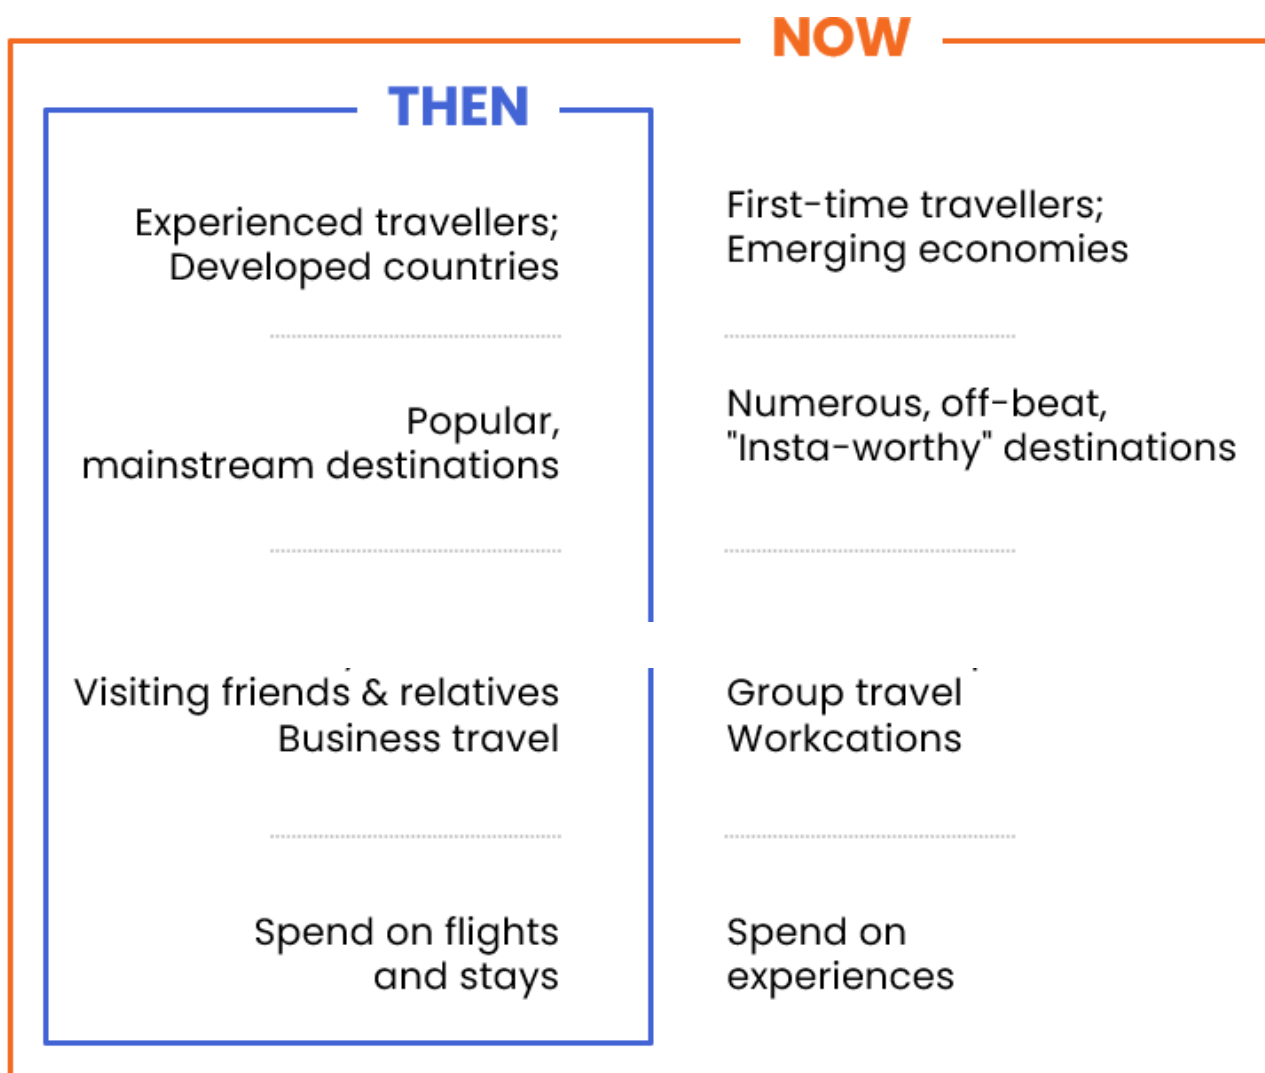 NOW
THEN
Experienced travellers;
Developed countries
First-time travellers;
Emerging economies
Popular,
mainstream destinations
Numerous, off-beat,
"Insta-worthy" destinations
Visiting friends & relatives
Business travel
Group travel
Workcations
Spend on flights
and stays
Spend on
experiences